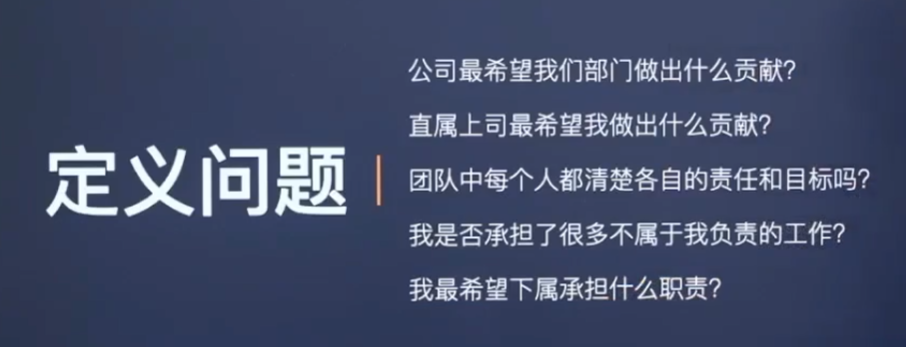 定义问题
公司最希望我们部门做出什么贡献?
直属上司最希望我做出什么贡献?
团队中每个人都清楚各自的责任和目标吗?
我是否承担了很多不属于我负责的工作?
我最希望下属承担什么职责?